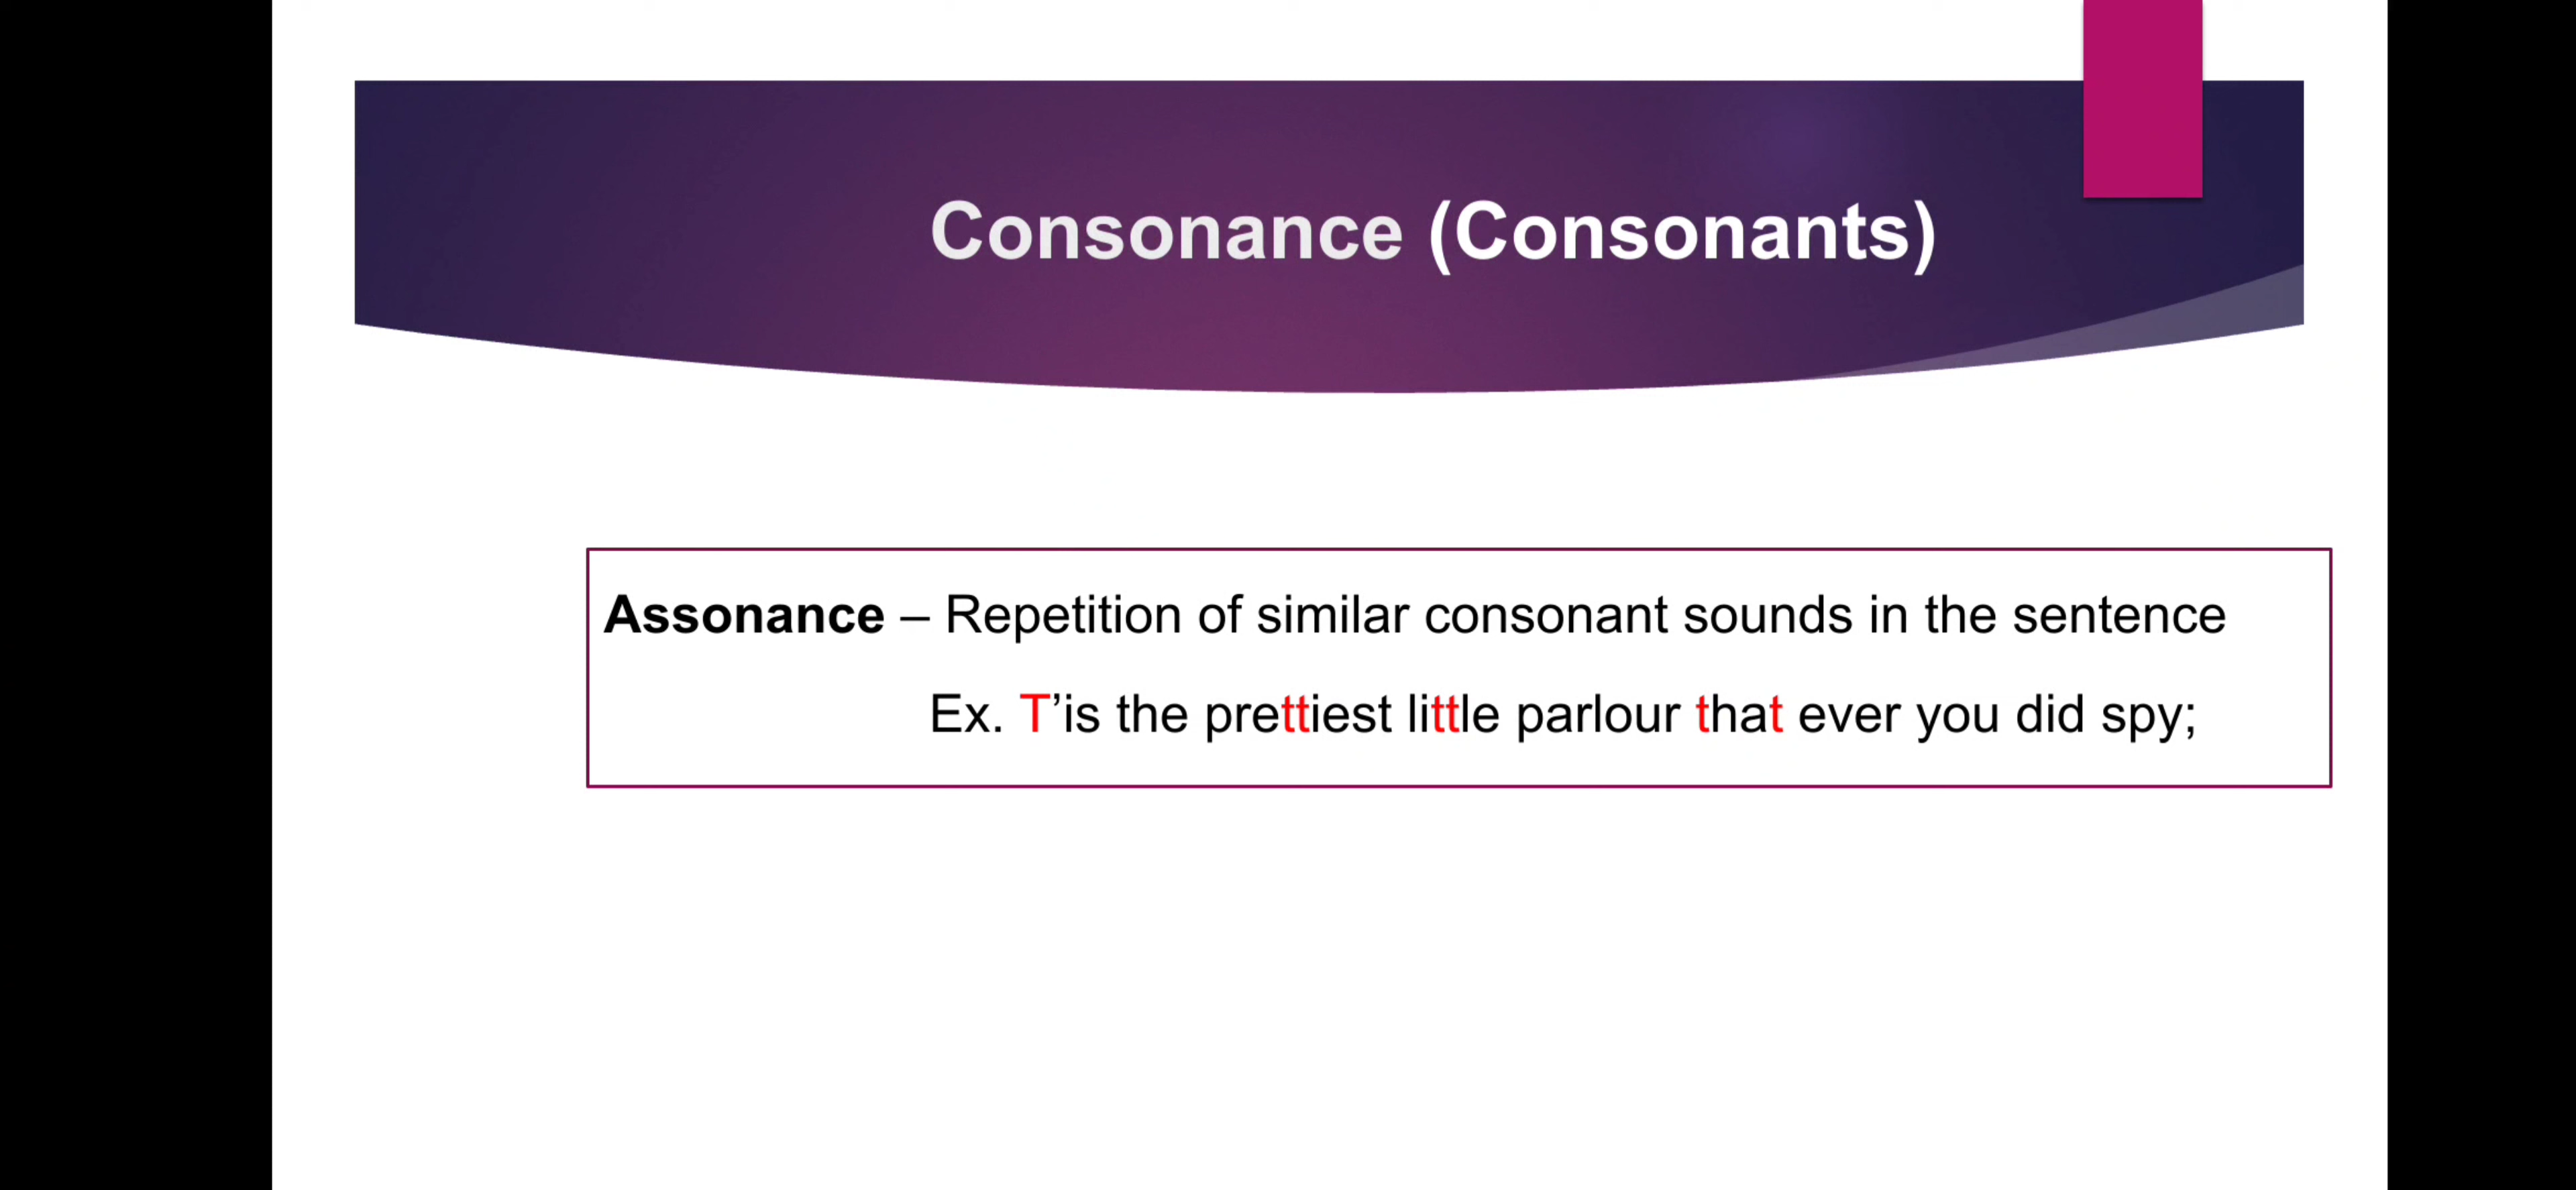 Consonance (Consonants)
Assonance – Repetition of similar consonant sounds in the sentence
Ex. T’is the prettiest little parlour that ever you did spy;